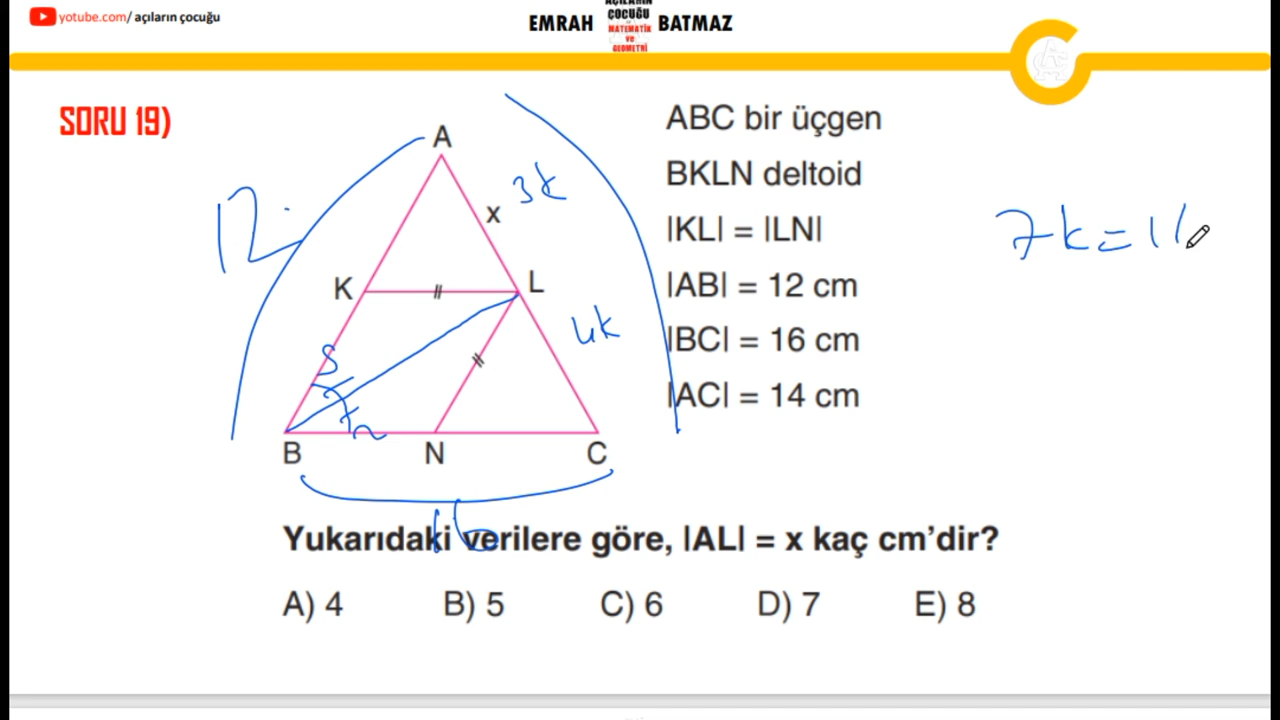 yotube.com/ açıların çocuğu
EMRAH AÇILARIN ÇOCUĞU MATEMATİK ve GEOMETRİ BATMAZ
SORU 19)
ABC bir üçgen
BKLN deltoid
|KL| = |LN|
|AB| = 12 cm
|BC| = 16 cm
|AC| = 14 cm
A
x 3k
12
K L
4k
B N C
16
7k=1
Yukarıdaki verilere göre, |AL| = x kaç cm'dir?
A) 4 B) 5 C) 6 D) 7 E) 8